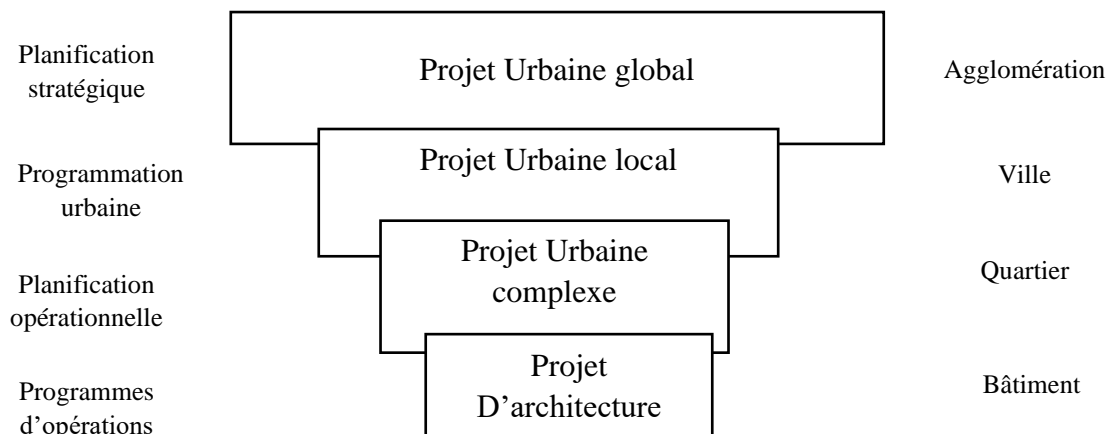 Planification
stratégique
Projet Urbaine global
Agglomération
Programmation
urbaine
Projet Urbaine local
Ville
Planification
opérationnelle
Projet Urbaine
complexe
Quartier
Programmes
d’opérations
Projet
D’architecture
Bâtiment